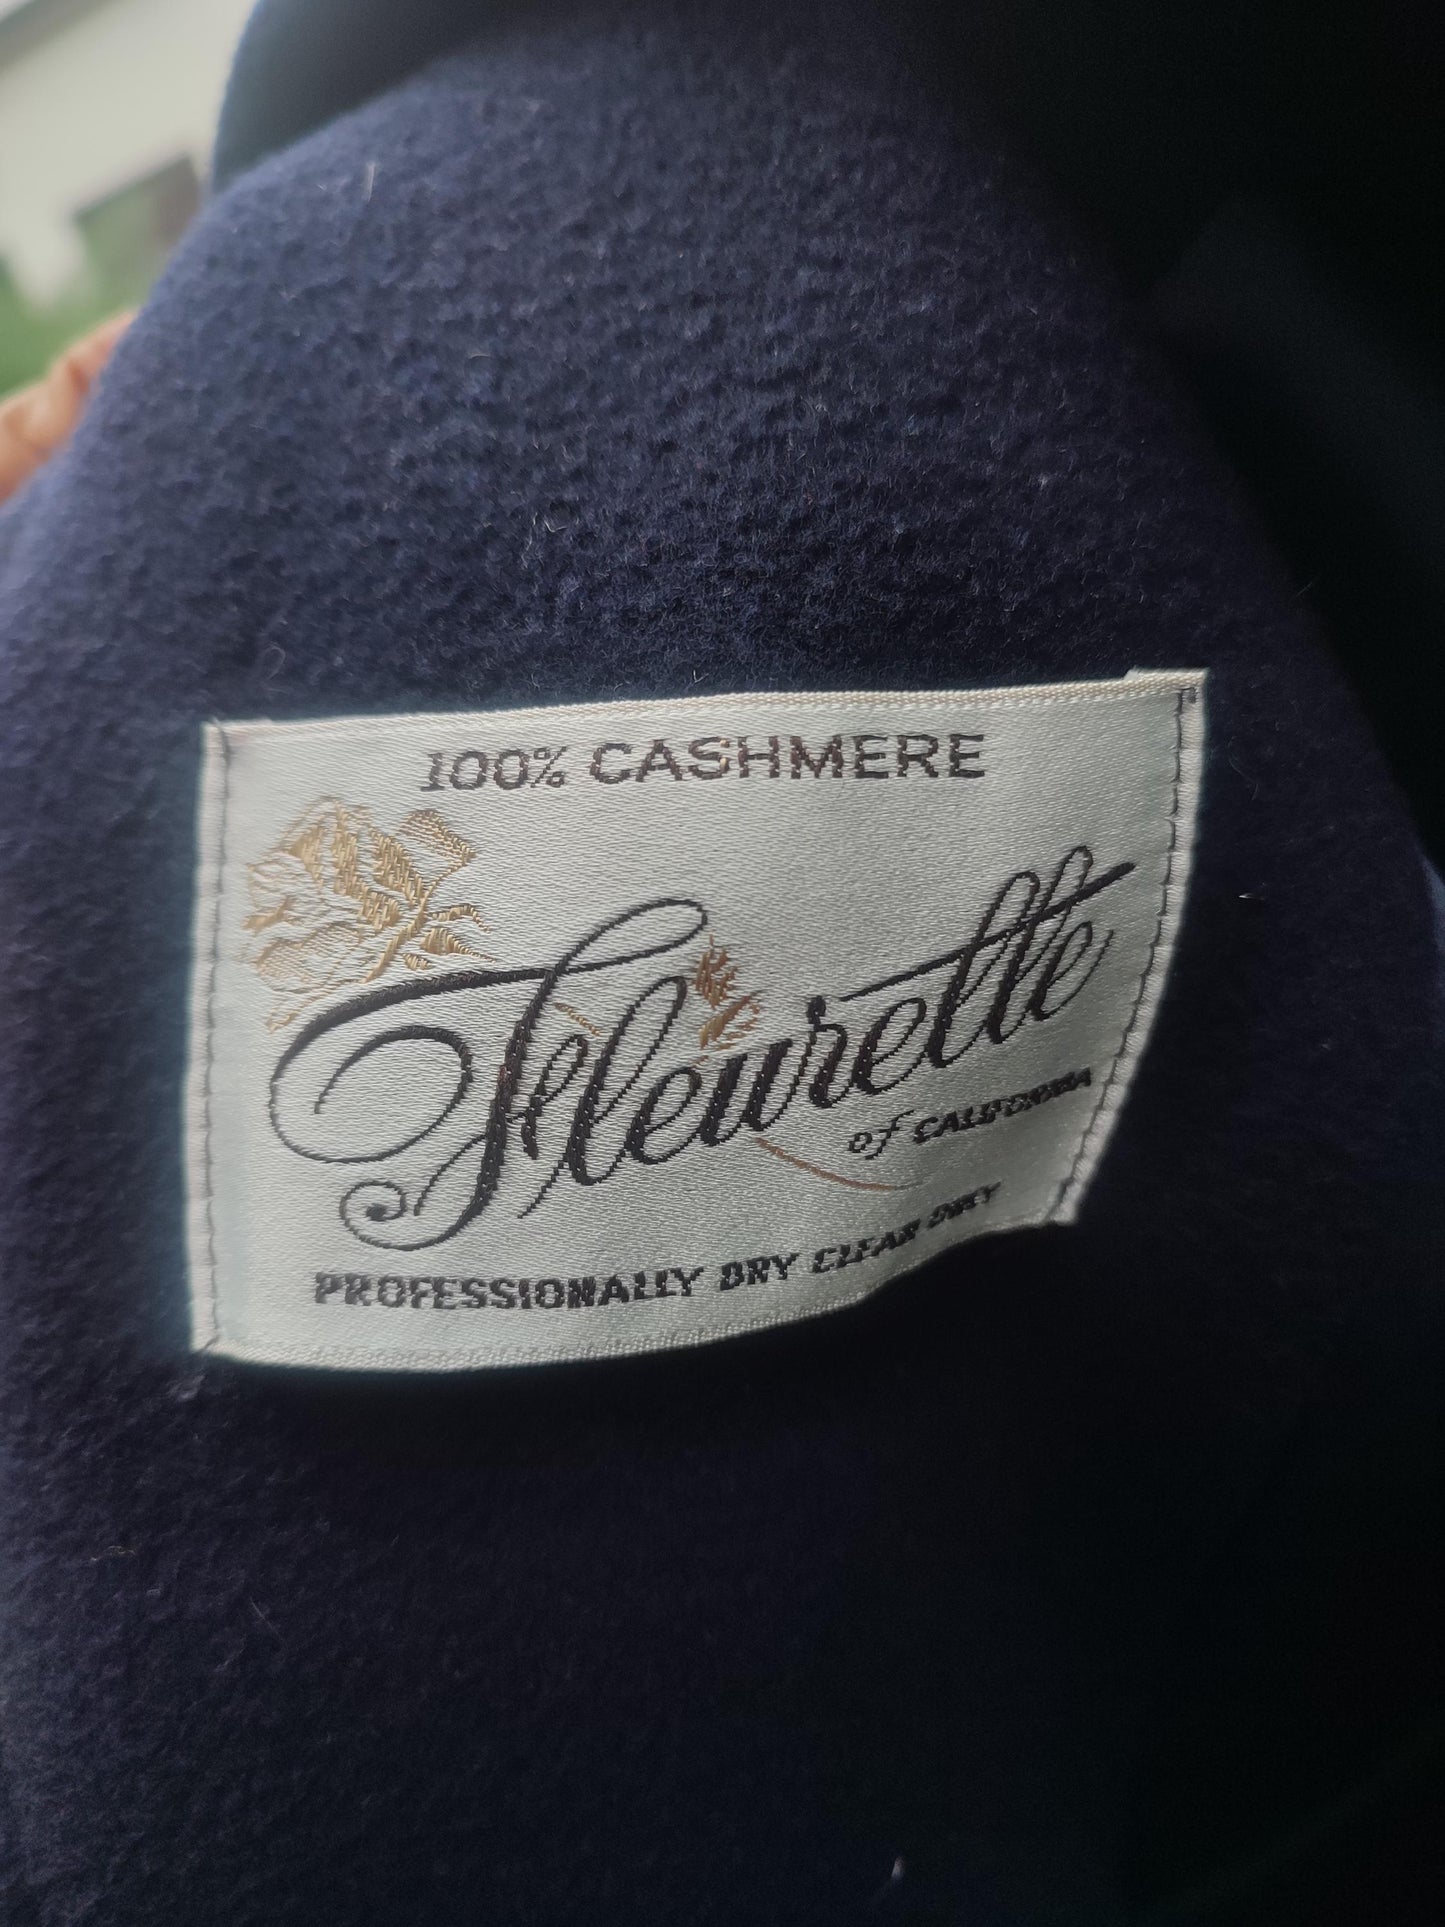 100% CASHMERE
Fleurette
of CALIFORNIA
PROFESSIONALLY DRY CLEAN ONLY